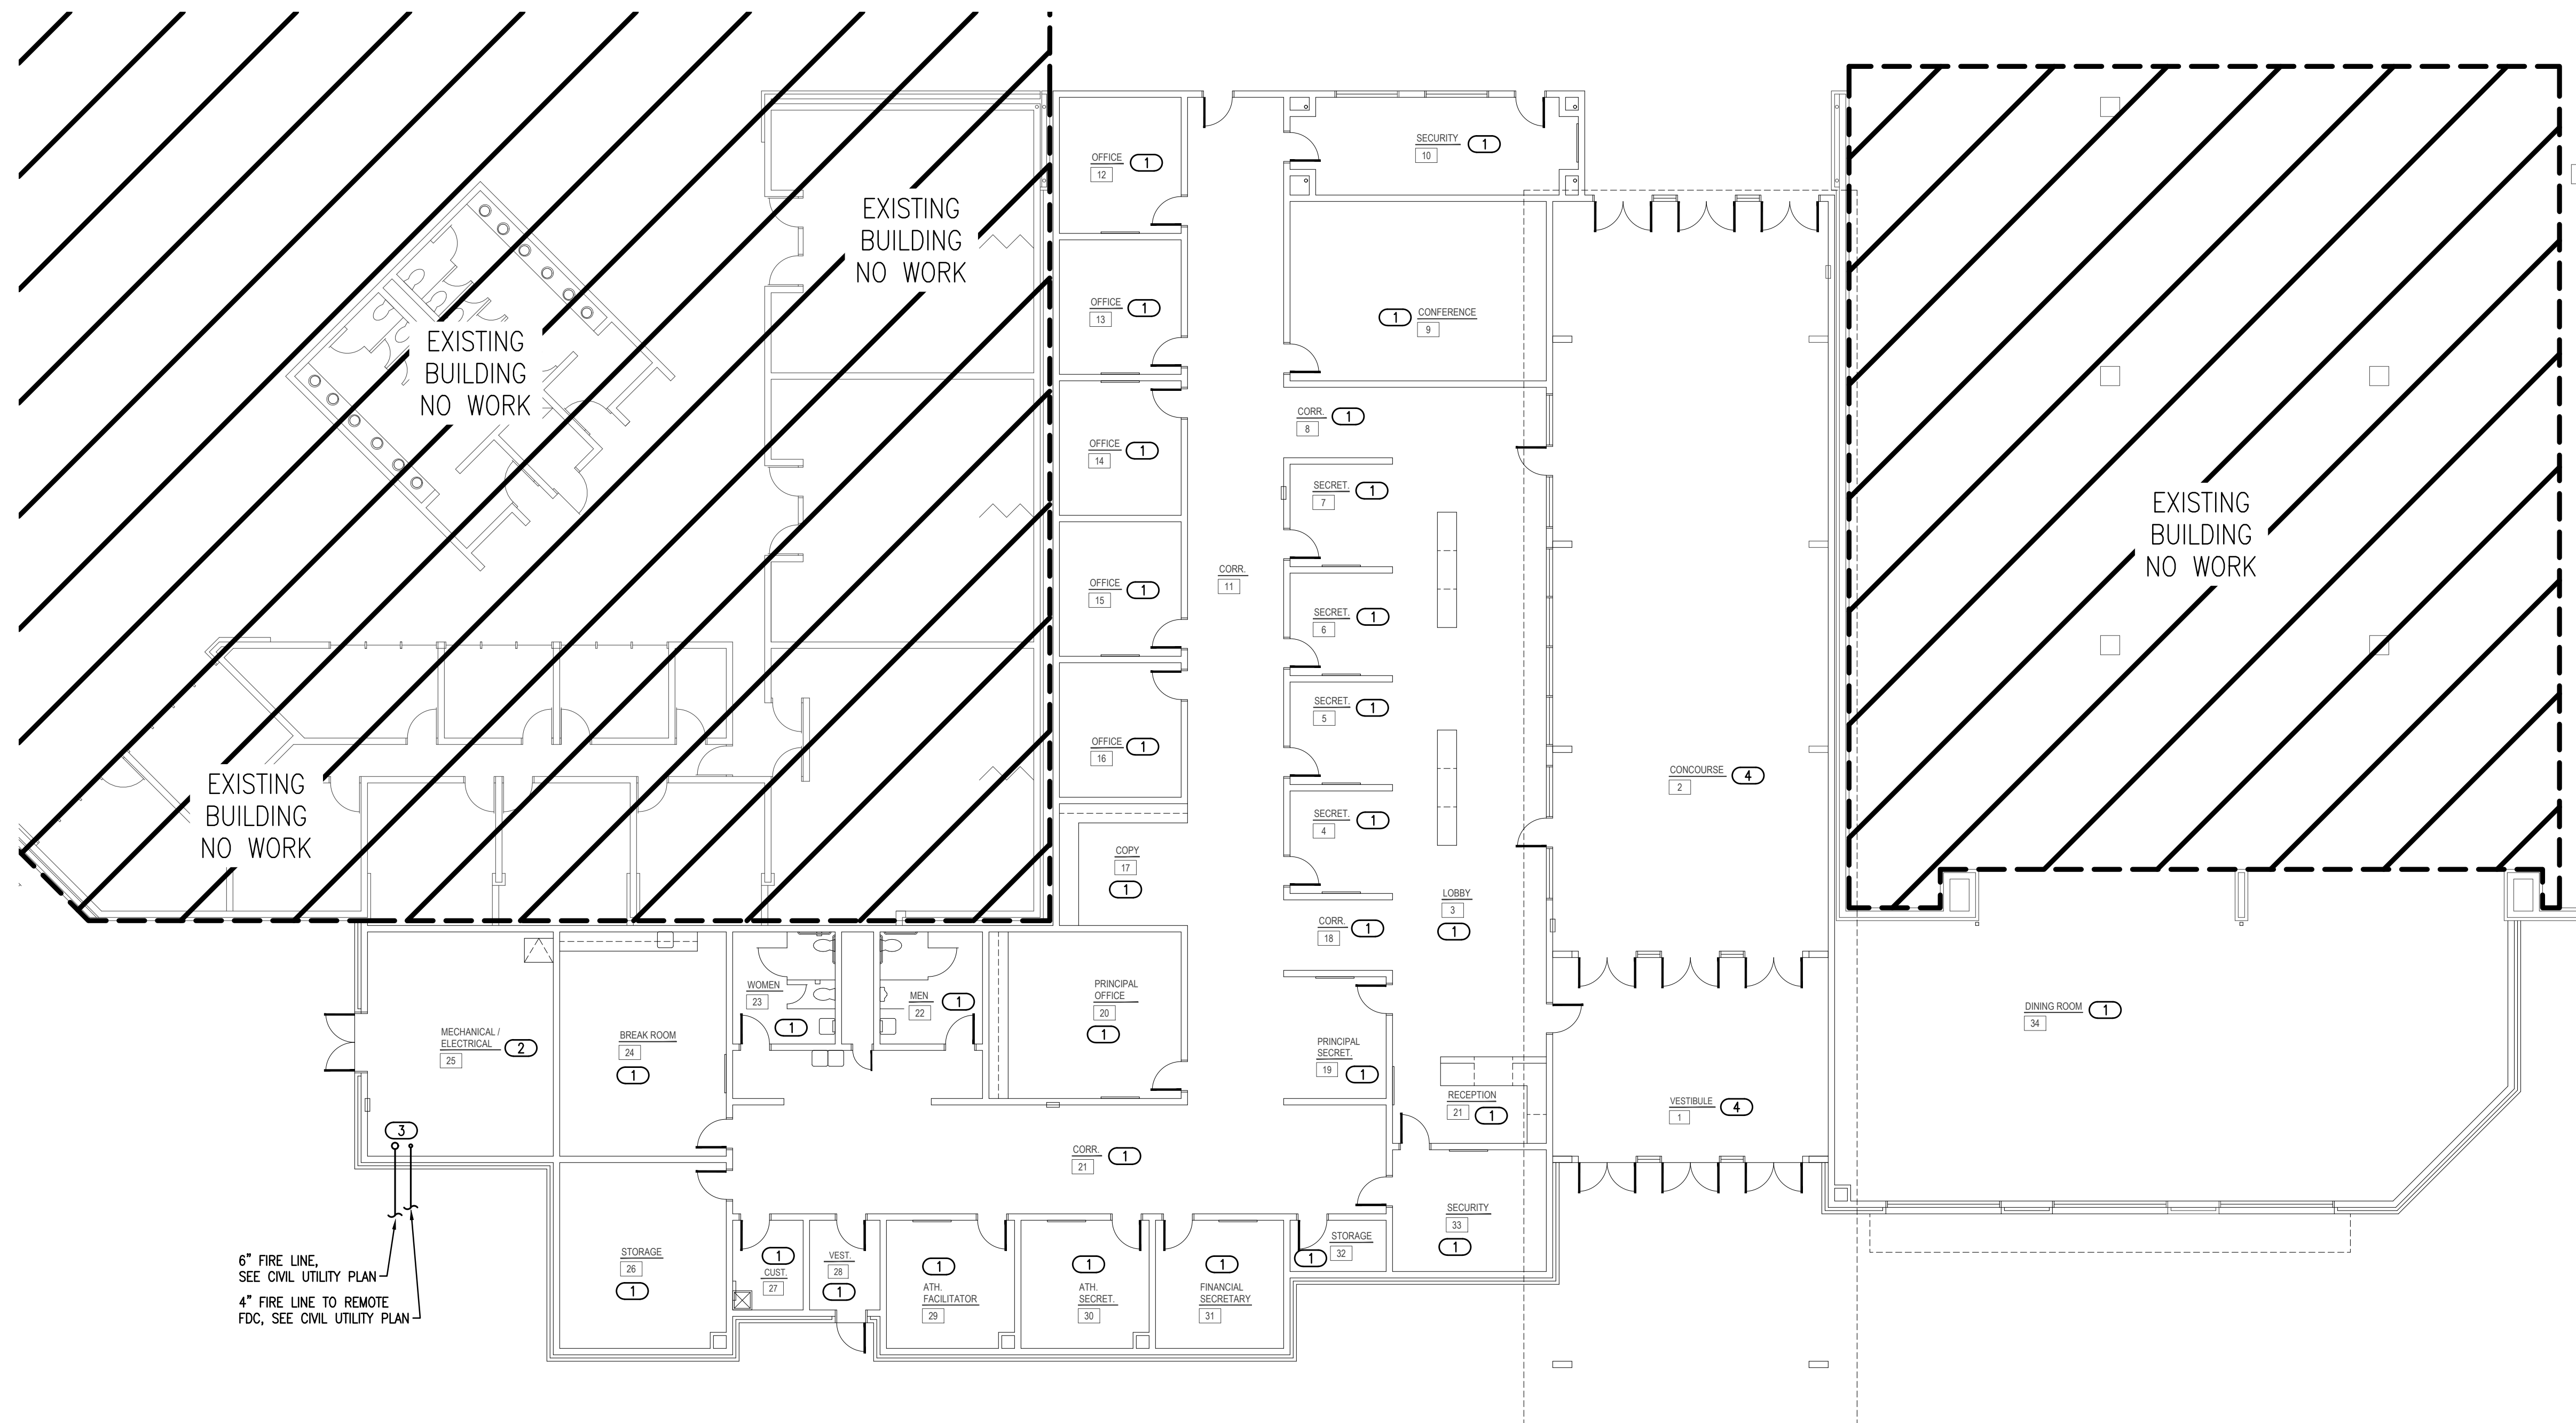 EXISTING
BUILDING
NO WORK
EXISTING
BUILDING
NO WORK
EXISTING
BUILDING
NO WORK
EXISTING
BUILDING
NO WORK
OFFICE 1
12
SECURITY 1
10
OFFICE 1
13
1 CONFERENCE
9
OFFICE 1
14
CORR. 1
8
SECRET. 1
7
OFFICE 1
15
CORR.
11
SECRET. 1
6
SECRET. 1
5
OFFICE 1
16
SECRET. 1
4
CONCOURSE 4
2
COPY
17
1
LOBBY
3
1
CORR. 1
18
MECHANICAL /
ELECTRICAL 2
25
BREAK ROOM
24
1
WOMEN
23
1
MEN 1
22
PRINCIPAL
OFFICE
20
1
PRINCIPAL
SECRET.
19 1
RECEPTION
21 1
VESTIBULE 4
1
DINING ROOM 1
34
3
6" FIRE LINE,
SEE CIVIL UTILITY PLAN
4" FIRE LINE TO REMOTE
FDC, SEE CIVIL UTILITY PLAN
CORR. 1
21
STORAGE
26
1
1
CUST.
27
VEST.
28
1
1
ATH.
FACILITATOR
29
1
ATH.
SECRET.
30
1
FINANCIAL
SECRETARY
31
STORAGE
1 32
SECURITY
33
1